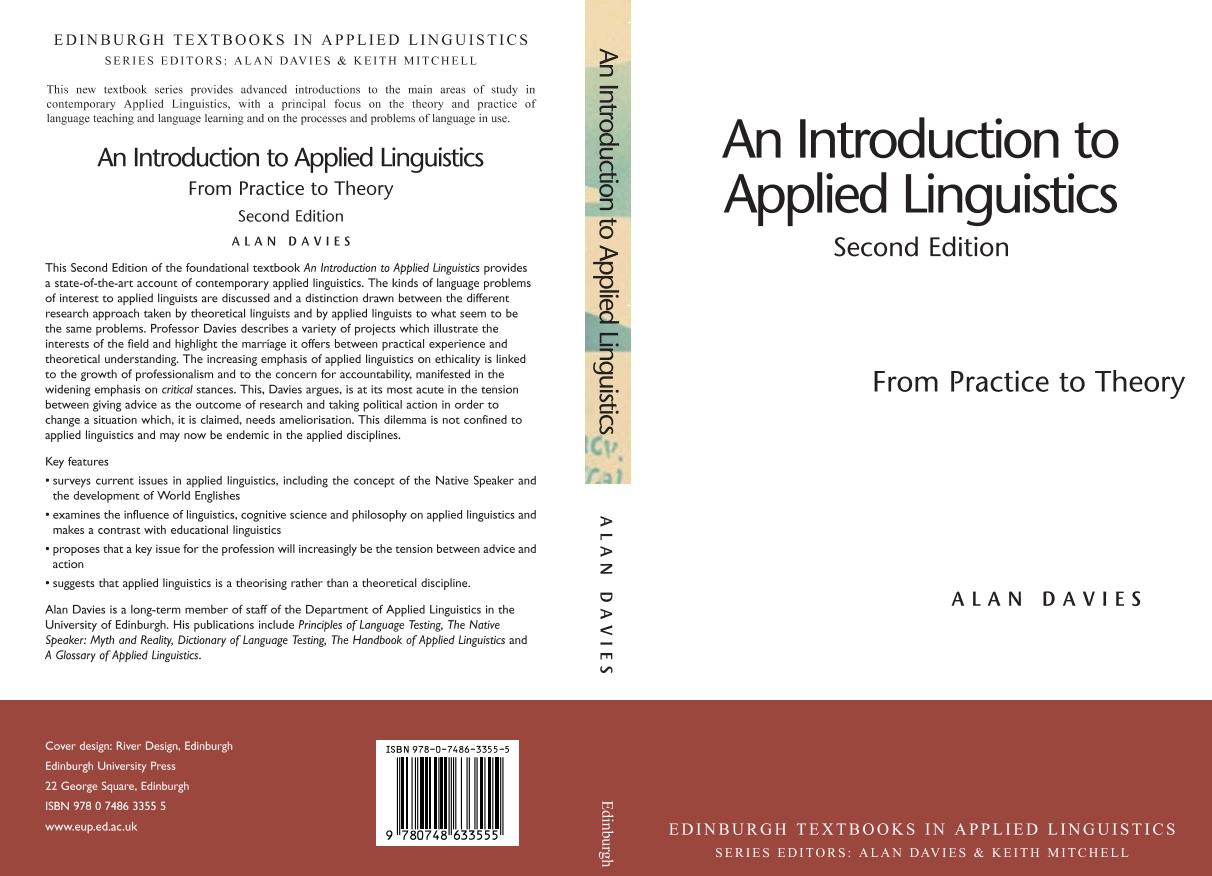 EDINBURGH TEXTBOOKS IN APPLIED LINGUISTICS
SERIES EDITORS: ALAN DAVIES & KEITH MITCHELL
This new textbook series provides advanced introductions to the main areas of study in
contemporary Applied Linguistics, with a principal focus on the theory and practice of
language teaching and language learning and on the processes and problems of language in use.
An Introduction to Applied Linguistics
From Practice to Theory
Second Edition
ALAN DAVIES
This Second Edition of the foundational textbook An Introduction to Applied Linguistics provides
a state-of-the-art account of contemporary applied linguistics. The kinds of language problems
of interest to applied linguists are discussed and a distinction drawn between the different
research approach taken by theoretical linguists and by applied linguists to what seem to be
the same problems. Professor Davies describes a variety of projects which illustrate the
interests of the field and highlight the marriage it offers between practical experience and
theoretical understanding. The increasing emphasis of applied linguistics on ethicality is linked
to the growth of professionalism and to the concern for accountability, manifested in the
widening emphasis on critical stances. This, Davies argues, is at its most acute in the tension
between giving advice as the outcome of research and taking political action in order to
change a situation which, it is claimed, needs ameliorisation. This dilemma is not confined to
applied linguistics and may now be endemic in the applied disciplines.
Key features
• surveys current issues in applied linguistics, including the concept of the Native Speaker and
the development of World Englishes
• examines the influence of linguistics, cognitive science and philosophy on applied linguistics and
makes a contrast with educational linguistics
• proposes that a key issue for the profession will increasingly be the tension between advice and
action
• suggests that applied linguistics is a theorising rather than a theoretical discipline.
Alan Davies is a long-term member of staff of the Department of Applied Linguistics in the
University of Edinburgh. His publications include Principles of Language Testing, The Native
Speaker: Myth and Reality, Dictionary of Language Testing, The Handbook of Applied Linguistics and
A Glossary of Applied Linguistics.
Cover design: River Design, Edinburgh
Edinburgh University Press
22 George Square, Edinburgh
ISBN 978 0 7486 3355 5
www.eup.ed.ac.uk
ISBN 978-0-7486-3355-5
9 780748 633555
An Introduction to Applied Linguistics
ALAN DAVIES
Edinburgh
An Introduction to
Applied Linguistics
Second Edition
From Practice to Theory
ALAN DAVIES
EDINBURGH TEXTBOOKS IN APPLIED LINGUISTICS
SERIES EDITORS: ALAN DAVIES & KEITH MITCHELL